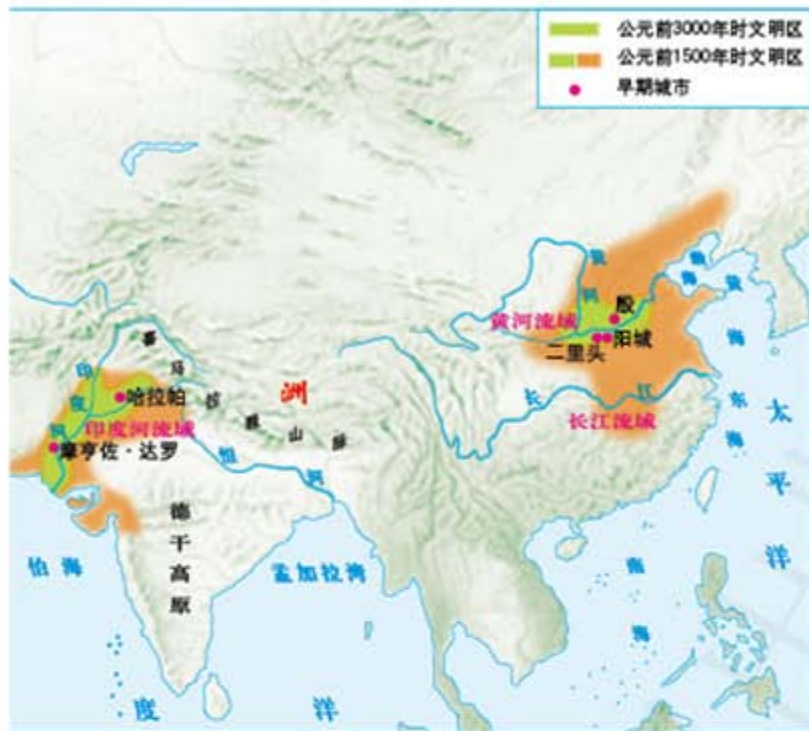 公元前3000年时文明区
公元前1500年时文明区
早期城市
黄河
渤海
黄海
殷
黄河流域
二里头
阳城
长江
长江流域
东海
太平洋
洲
喜马拉雅山脉
印度河
哈拉帕
印度河流域
摩亨佐·达罗
恒河
德干高原
伯海
孟加拉湾
南海
度洋